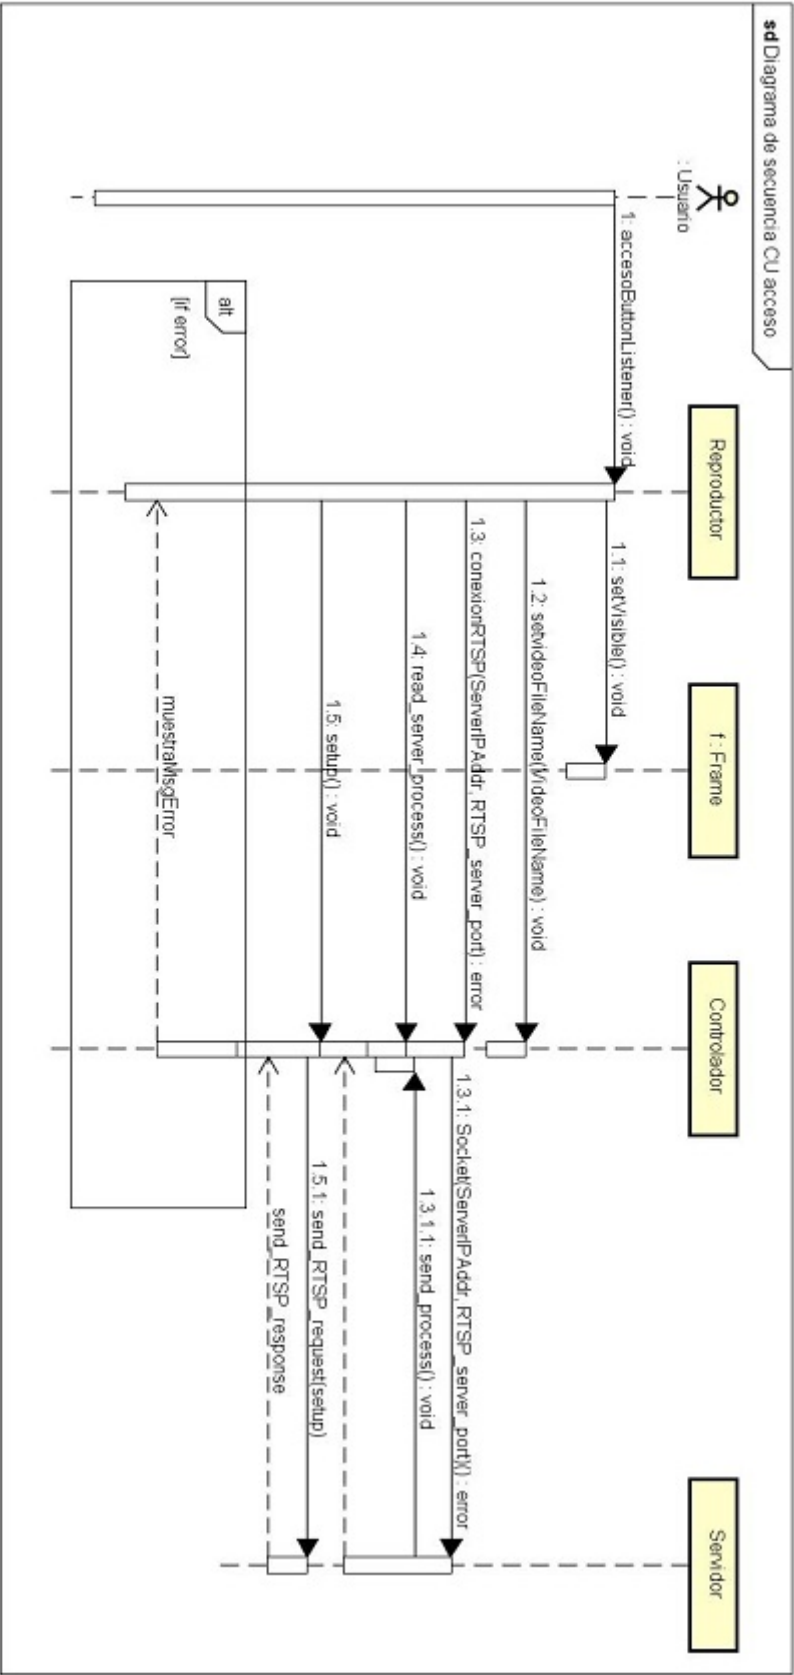 sd Diagrama de secuencia CU acceso
: Usuario
Reproductor
f : Frame
Controlador
Servidor
1: accesoButtonListener() : void
1.1: setVisible() : void
1.2: setvideoFileName(VideoFileName) : void
1.3: conexionRTSP(ServerIPAddr, RTSP_server_port) : error
1.3.1: Socket(ServerIPAddr, RTSP_server_port)() : error
1.3.1.1: send_process() : void
1.4: read_server_process() : void
1.5: setup() : void
1.5.1: send_RTSP_request(setup)
send_RTSP_response
alt
[if error]
muestraMsgError